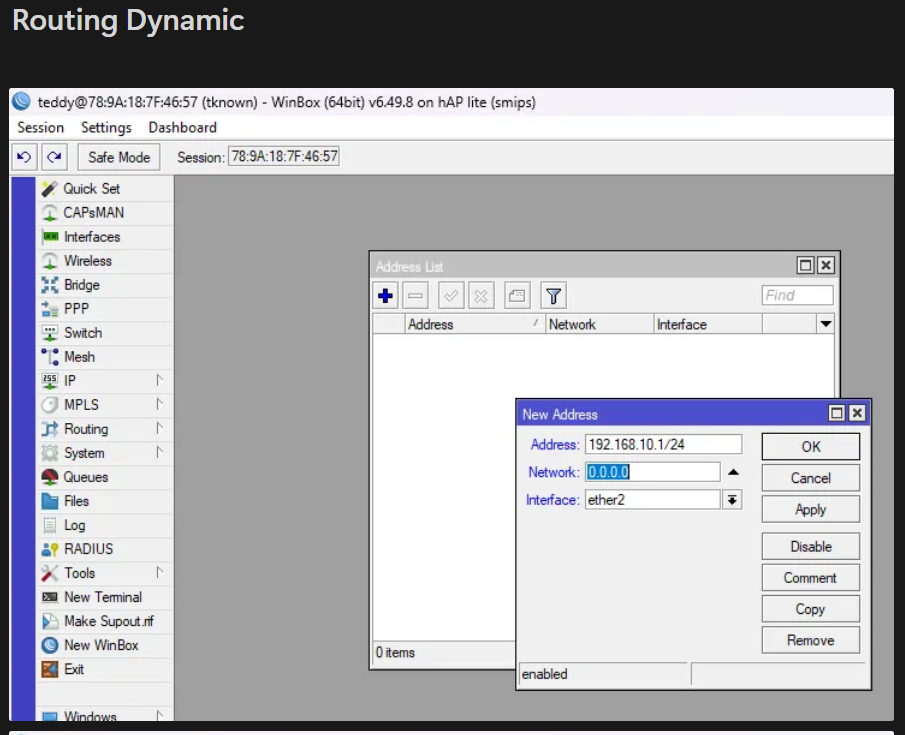 Routing Dynamic
teddy@78:9A:18:7F:46:57 (tknown) - WinBox (64bit) v6.49.8 on hAP lite (smips)
Session Settings Dashboard
Safe Mode Session: 78:9A:18:7F:46:57
Quick Set
CAPsMAN
Interfaces
Wireless
Bridge
PPP
Switch
Mesh
255 IP
MPLS
Routing
System
Queues
Files
Log
RADIUS
Tools
New Terminal
Make Supout.rif
New WinBox
Exit
Windows
Address List
Find
Address Network Interface
0 items
New Address
Address: 192.168.10.1/24
Network: 0.0.0.0
Interface: ether2
OK
Cancel
Apply
Disable
Comment
Copy
Remove
enabled